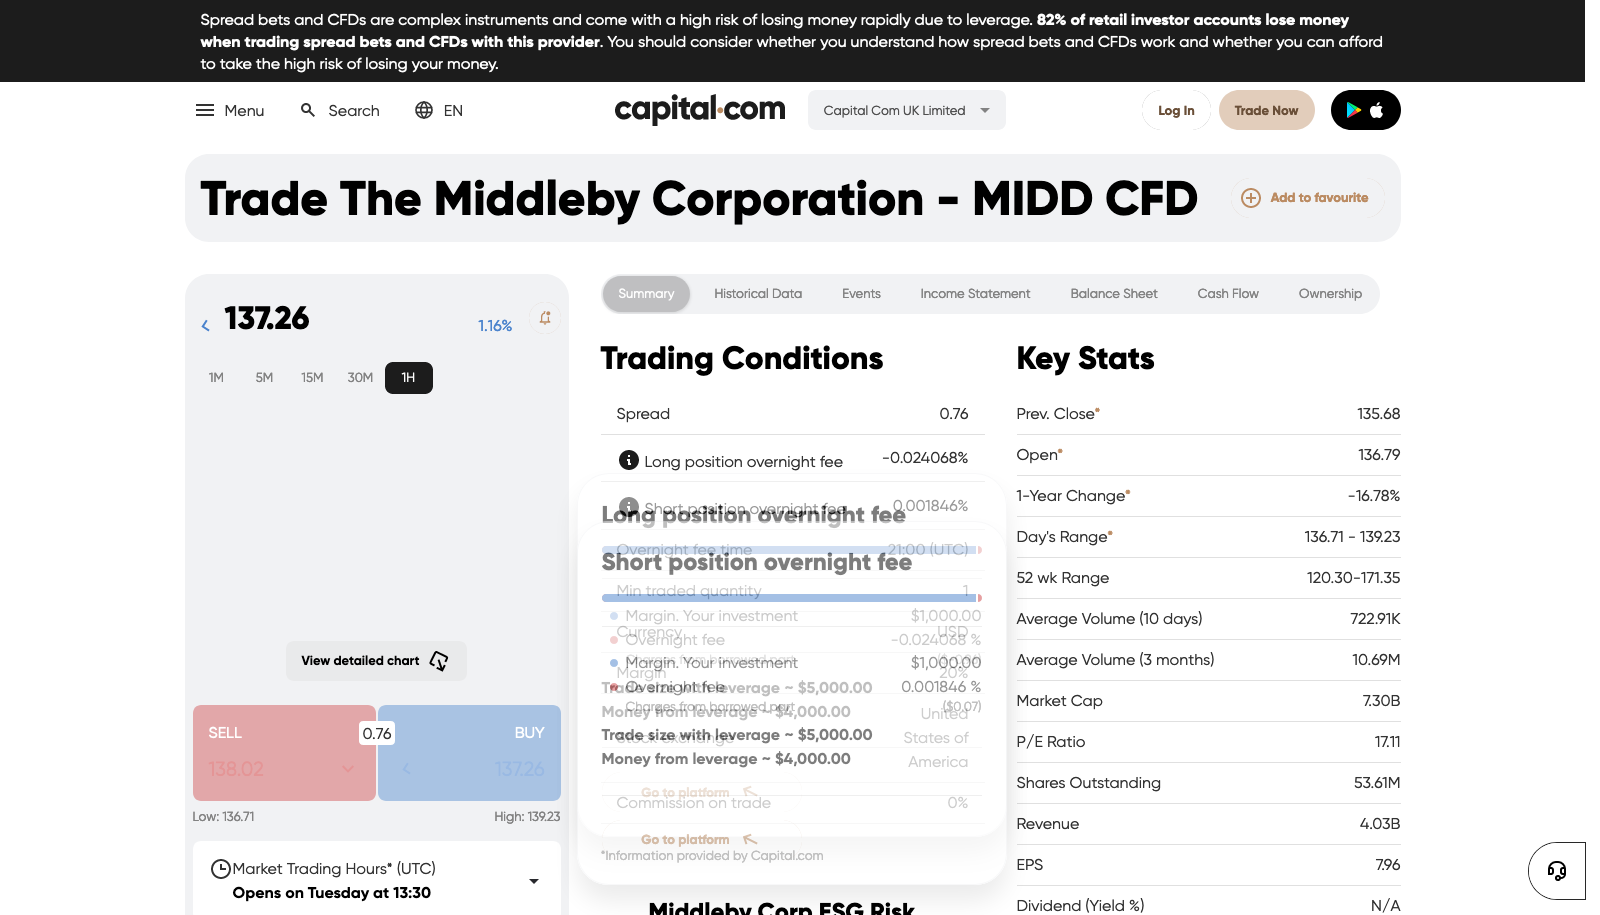 Spread bets and CFDs are complex instruments and come with a high risk of losing money rapidly due to leverage. 82% of retail investor accounts lose money
when trading spread bets and CFDs with this provider. You should consider whether you understand how spread bets and CFDs work and whether you can afford
to take the high risk of losing your money.
Menu Search EN capital.com Capital Com UK Limited Log In Trade Now
Trade The Middleby Corporation - MIDD CFD
Add to favourite
137.26 1.16%
1M 5M 15M 30M 1H
View detailed chart
SELL 0.76 BUY
138.02 137.26
Low: 136.71 High: 139.23
Market Trading Hours* (UTC)
Opens on Tuesday at 13:30
Summary Historical Data Events Income Statement Balance Sheet Cash Flow Ownership
Trading Conditions
Spread 0.76
Long position overnight fee -0.024068%
Short position overnight fee 0.001846%
Long position overnight fee
Overnight fee time 21:00 (UTC)
Short position overnight fee
Min traded quantity 1
Margin. Your investment $1,000.00
Currency USD
Overnight fee -0.024068 %
Margin. Your investment $1,000.00
Margin 20%
Overnight fee 0.001846 %
Trade size with leverage ~ $5,000.00
Charges from borrowed part ($0.07)
Money from leverage ~ $4,000.00
Stock exchange United States of America
Trade size with leverage ~ $5,000.00
Money from leverage ~ $4,000.00
Go to platform
Commission on trade 0%
Go to platform
*Information provided by Capital.com
Middleby Corp ESG Risk
Key Stats
Prev. Close* 135.68
Open* 136.79
1-Year Change* -16.78%
Day's Range* 136.71 - 139.23
52 wk Range 120.30-171.35
Average Volume (10 days) 722.91K
Average Volume (3 months) 10.69M
Market Cap 7.30B
P/E Ratio 17.11
Shares Outstanding 53.61M
Revenue 4.03B
EPS 7.96
Dividend (Yield %) N/A